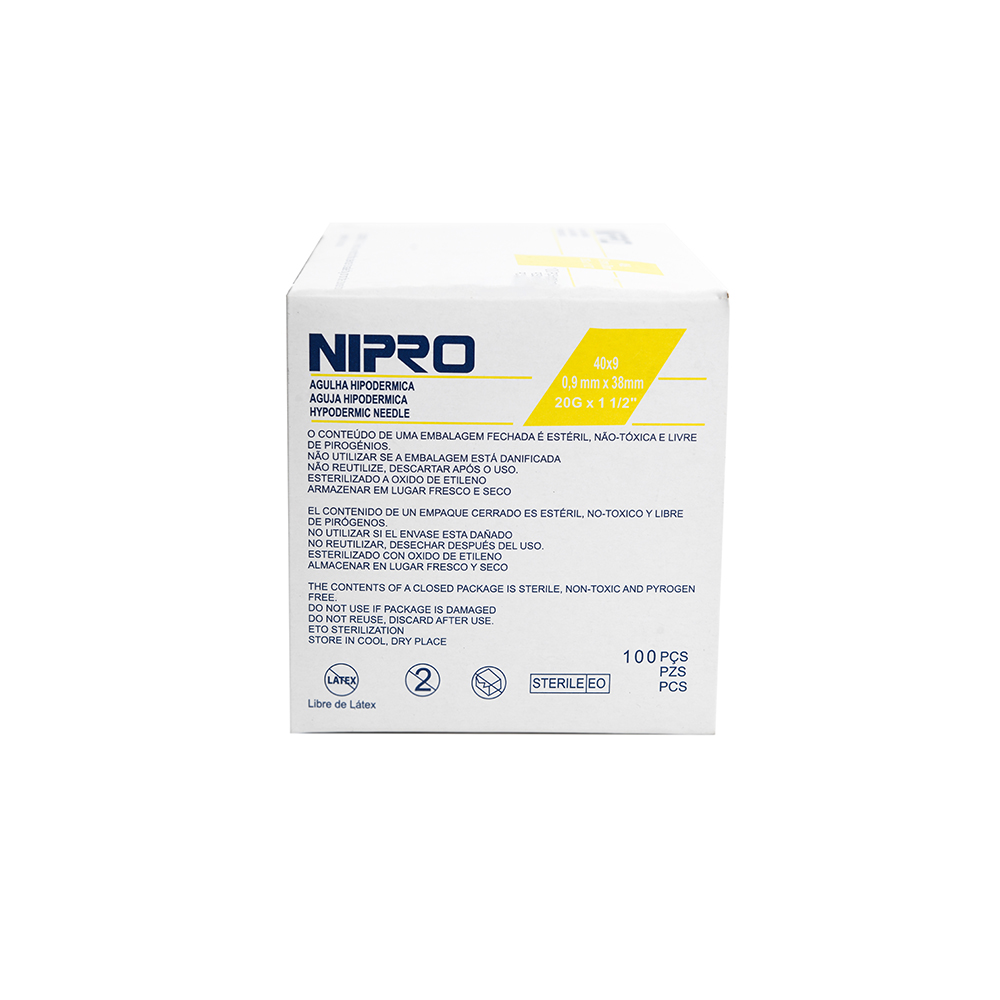 NIPRO
AGULHA HIPODERMICA
AGUJA HIPODERMICA
HYPODERMIC NEEDLE
40x9
0,9 mm x 38mm
20G x 1 1/2"
O CONTEÚDO DE UMA EMBALAGEM FECHADA É ESTÉRIL, NÃO-TÓXICA E LIVRE
DE PIROGÉNIOS.
NÃO UTILIZAR SE A EMBALAGEM ESTÁ DANIFICADA
NÃO REUTILIZE, DESCARTAR APÓS O USO.
ESTERILIZADO A OXIDO DE ETILENO
ARMAZENAR EM LUGAR FRESCO E SECO
EL CONTENIDO DE UN EMPAQUE CERRADO ES ESTÉRIL, NO-TOXICO Y LIBRE
DE PIRÓGENOS.
NO UTILIZAR SI EL ENVASE ESTA DAÑADO
NO REUTILIZAR, DESECHAR DESPUÉS DEL USO.
ESTERILIZADO CON OXIDO DE ETILENO
ALMACENAR EN LUGAR FRESCO Y SECO
THE CONTENTS OF A CLOSED PACKAGE IS STERILE, NON-TOXIC AND PYROGEN
FREE.
DO NOT USE IF PACKAGE IS DAMAGED
DO NOT REUSE, DISCARD AFTER USE.
ETO STERILIZATION
STORE IN COOL, DRY PLACE
100 PÇS
PZS
PCS
LATEX
2
STERILE EO
Libre de Látex